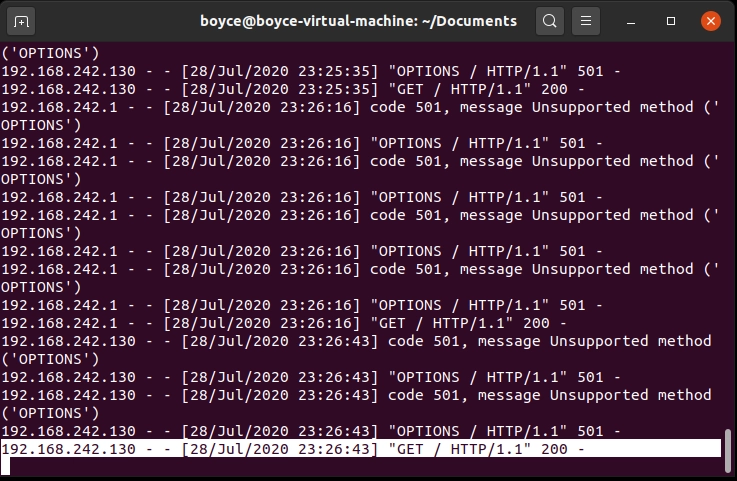 boyce@boyce-virtual-machine: ~/Documents
('OPTIONS')
192.168.242.130 - - [28/Jul/2020 23:25:35] "OPTIONS / HTTP/1.1" 501 -
192.168.242.130 - - [28/Jul/2020 23:25:35] "GET / HTTP/1.1" 200 -
192.168.242.1 - - [28/Jul/2020 23:26:16] code 501, message Unsupported method ('
OPTIONS')
192.168.242.1 - - [28/Jul/2020 23:26:16] "OPTIONS / HTTP/1.1" 501 -
192.168.242.1 - - [28/Jul/2020 23:26:16] code 501, message Unsupported method ('
OPTIONS')
192.168.242.1 - - [28/Jul/2020 23:26:16] "OPTIONS / HTTP/1.1" 501 -
192.168.242.1 - - [28/Jul/2020 23:26:16] code 501, message Unsupported method ('
OPTIONS')
192.168.242.1 - - [28/Jul/2020 23:26:16] "OPTIONS / HTTP/1.1" 501 -
192.168.242.1 - - [28/Jul/2020 23:26:16] code 501, message Unsupported method ('
OPTIONS')
192.168.242.1 - - [28/Jul/2020 23:26:16] "OPTIONS / HTTP/1.1" 501 -
192.168.242.1 - - [28/Jul/2020 23:26:16] "GET / HTTP/1.1" 200 -
192.168.242.130 - - [28/Jul/2020 23:26:43] code 501, message Unsupported method
('OPTIONS')
192.168.242.130 - - [28/Jul/2020 23:26:43] "OPTIONS / HTTP/1.1" 501 -
192.168.242.130 - - [28/Jul/2020 23:26:43] code 501, message Unsupported method
('OPTIONS')
192.168.242.130 - - [28/Jul/2020 23:26:43] "OPTIONS / HTTP/1.1" 501 -
192.168.242.130 - - [28/Jul/2020 23:26:43] "GET / HTTP/1.1" 200 -